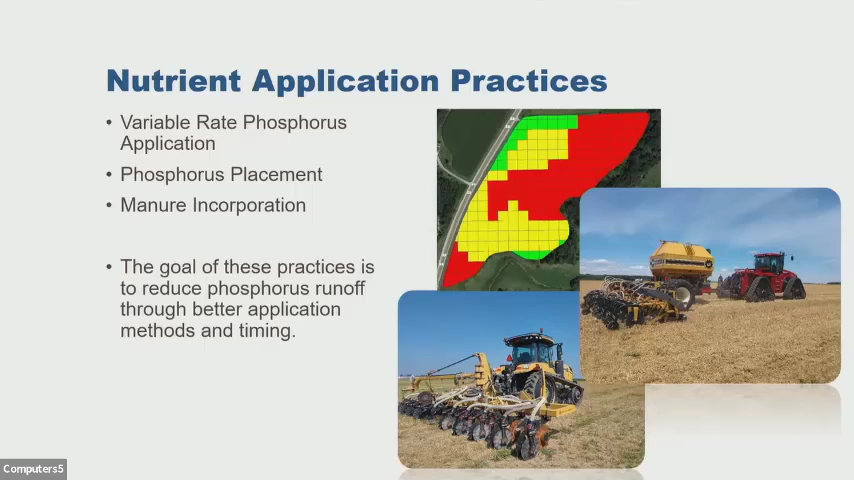 Nutrient Application Practices
• Variable Rate Phosphorus
Application
• Phosphorus Placement
• Manure Incorporation
• The goal of these practices is
to reduce phosphorus runoff
through better application
methods and timing.
Computers5